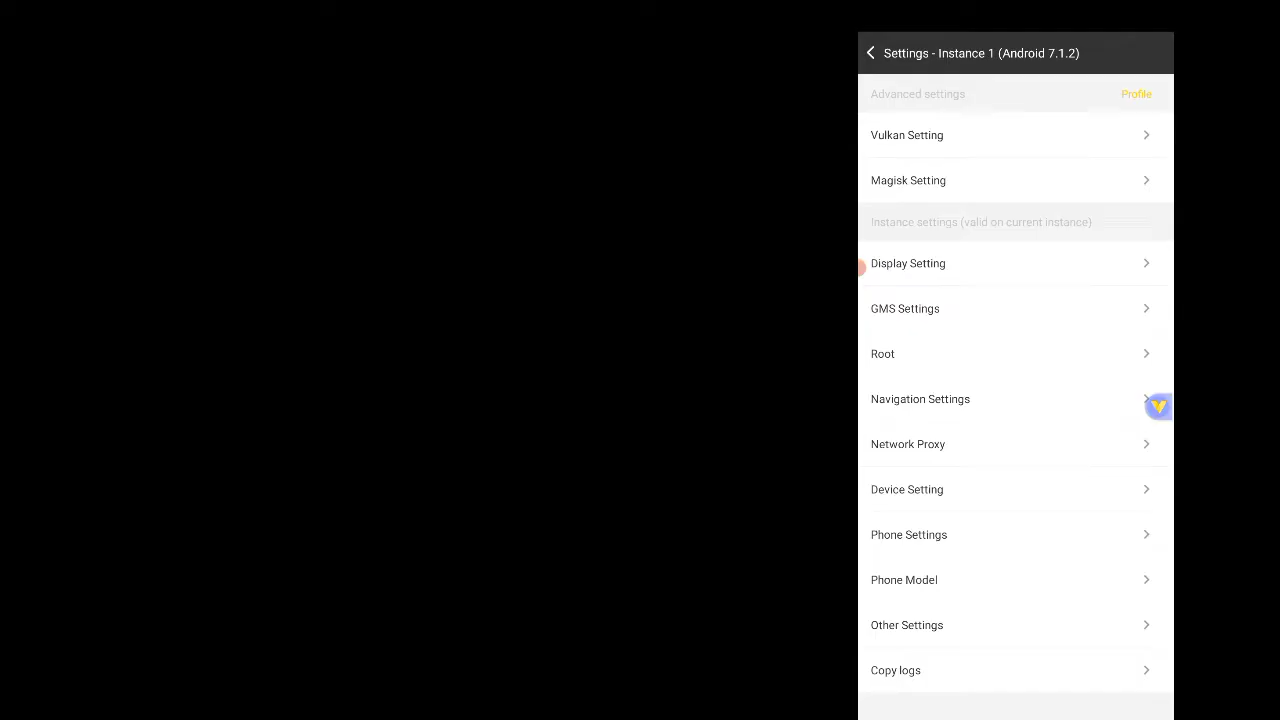 Settings - Instance 1 (Android 7.1.2)
Advanced settings Profile
Vulkan Setting
Magisk Setting
Instance settings (valid on current instance)
Display Setting
GMS Settings
Root
Navigation Settings
Network Proxy
Device Setting
Phone Settings
Phone Model
Other Settings
Copy logs